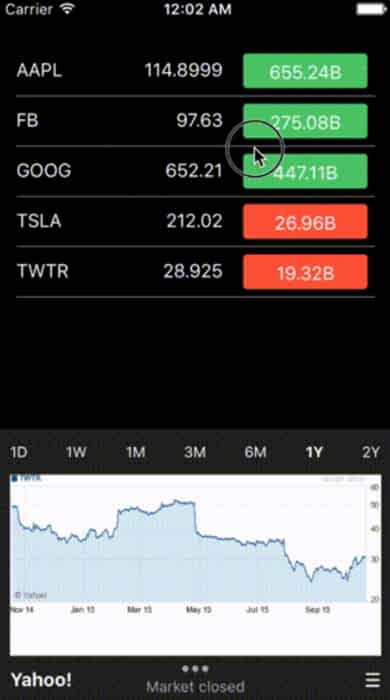 Carrier 12:02 AM
AAPL 114.8999 655.24B
FB 97.63 275.08B
GOOG 652.21 447.11B
TSLA 212.02 26.96B
TWTR 28.925 19.32B
1D 1W 1M 3M 6M 1Y 2Y
TWTR
60
50
40
30
20
© Yahoo!
Nov 14 Jan 15 Mar 15 May 15 Jul 15 Sep 15
Yahoo!
Market closed